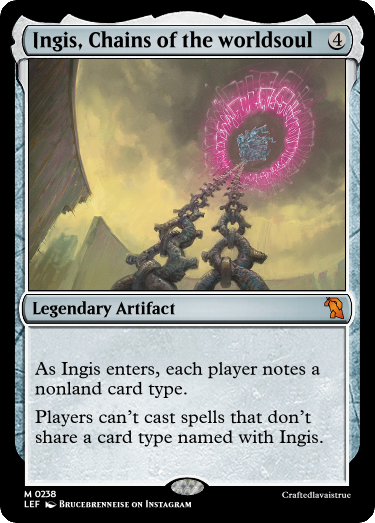 Ingis, Chains of the worldsoul 4
Legendary Artifact
As Ingis enters, each player notes a
nonland card type.
Players can't cast spells that don't
share a card type named with Ingis.
M 0238
LEF BRUCEBRENNEISE ON INSTAGRAM
Craftedlavaistrue